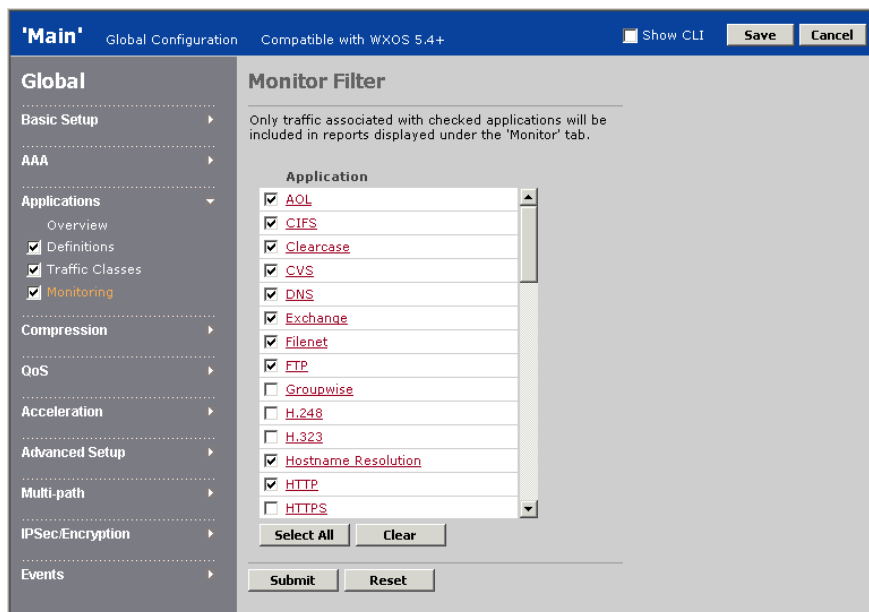 'Main' Global Configuration Compatible with WXOS 5.4+ Show CLI Save Cancel
Global
Basic Setup
AAA
Applications
Overview
Definitions
Traffic Classes
Monitoring
Compression
QoS
Acceleration
Advanced Setup
Multi-path
IPSec/Encryption
Events
Monitor Filter
Only traffic associated with checked applications will be
included in reports displayed under the 'Monitor' tab.
Application
AOL
CIFS
Clearcase
CVS
DNS
Exchange
Filenet
FTP
Groupwise
H.248
H.323
Hostname Resolution
HTTP
HTTPS
Select All Clear
Submit Reset